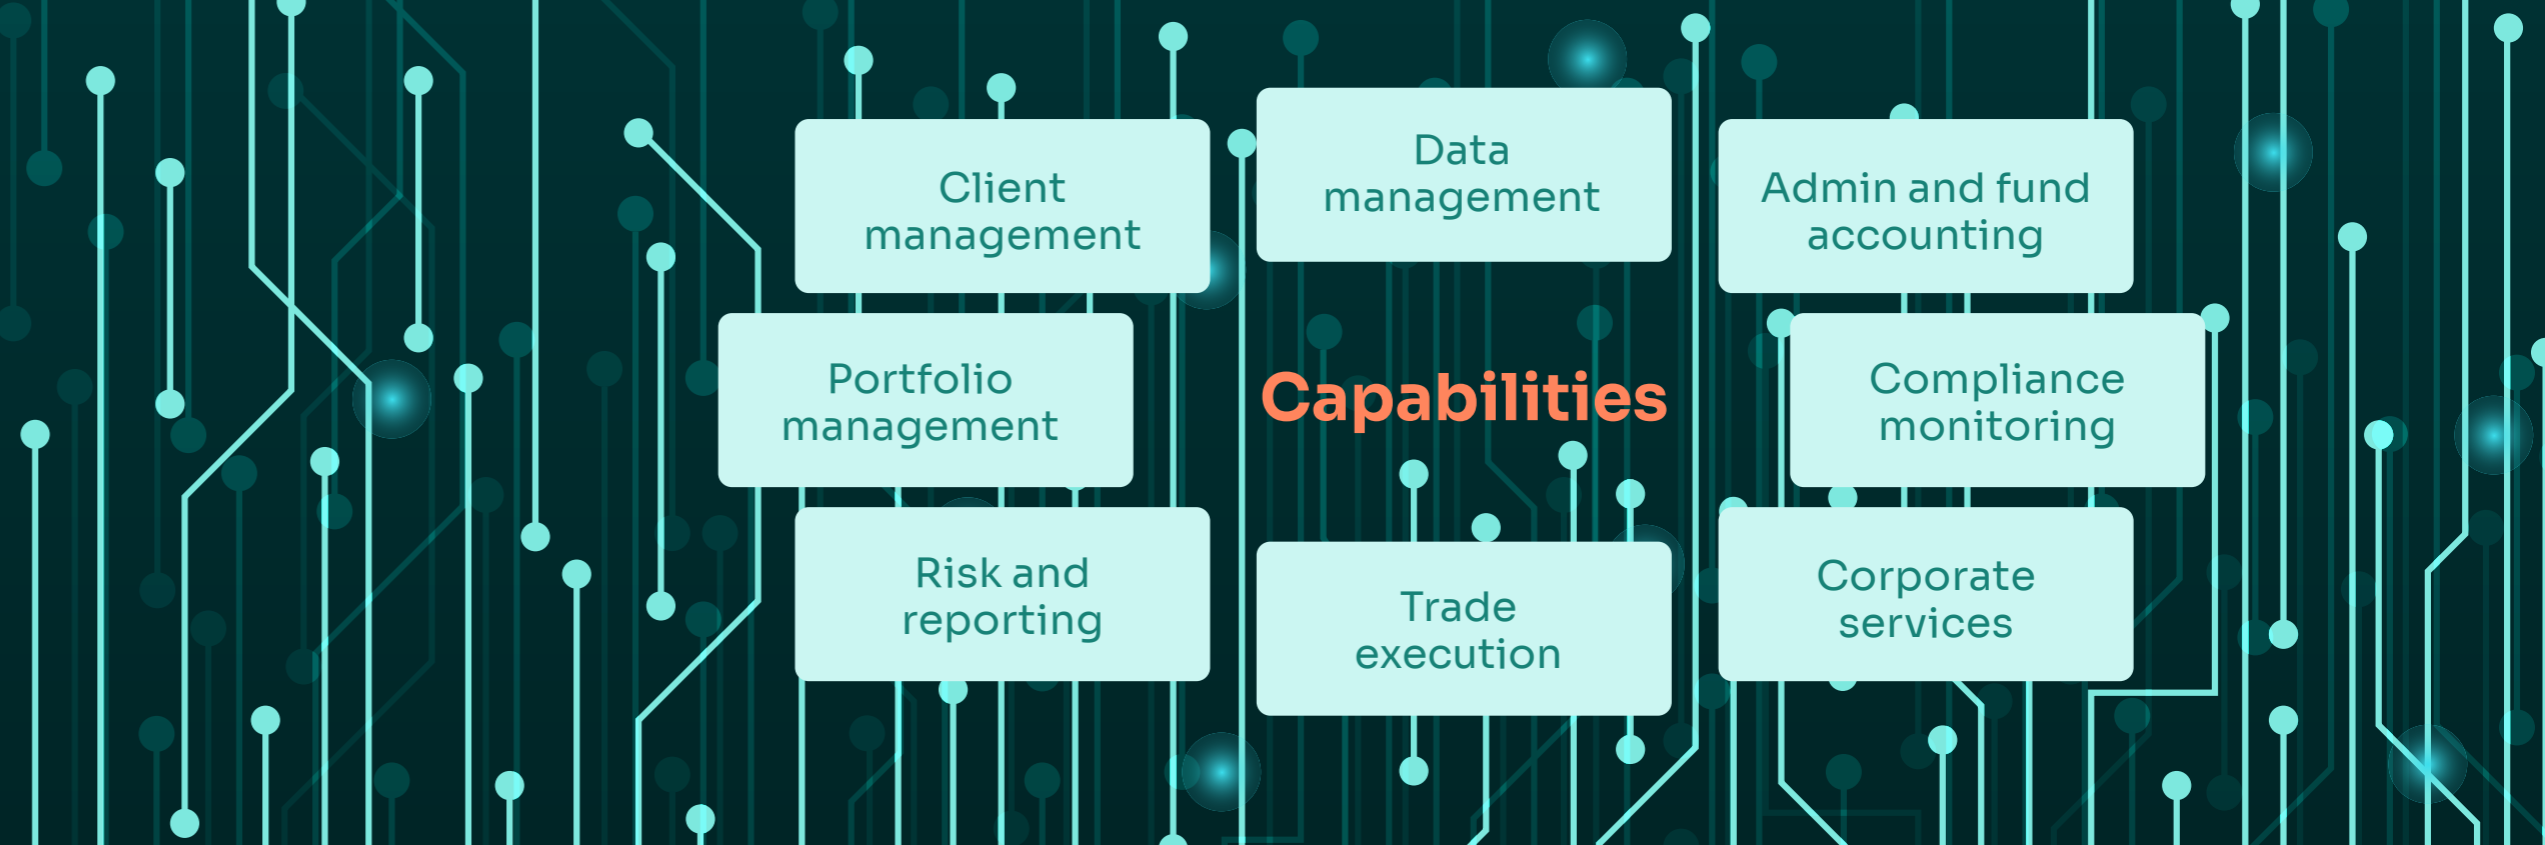 Client
management
Data
management
Admin and fund
accounting
Portfolio
management
Capabilities
Compliance
monitoring
Risk and
reporting
Trade
execution
Corporate
services